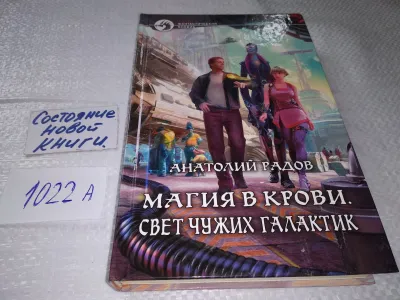 Состояние
новой
книги.
1022 А
АНАТОЛИЙ РАДОВ
МАГИЯ В КРОВИ.
СВЕТ ЧУЖИХ ГАЛАКТИК